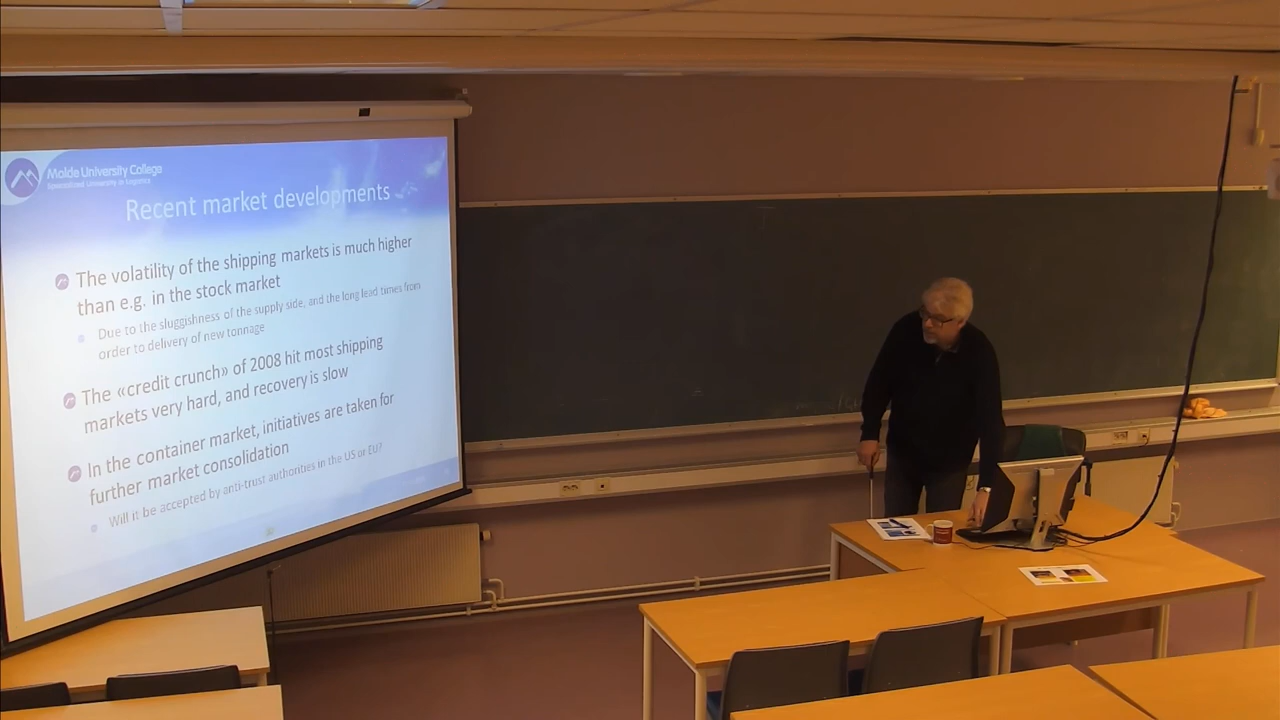 Molde University College
Specialized University in Logistics
Recent market developments
The volatility of the shipping markets is much higher
than e.g. in the stock market
Due to the sluggishness of the supply side, and the long lead times from
order to delivery of new tonnage
The «credit crunch» of 2008 hit most shipping
markets very hard, and recovery is slow
In the container market, initiatives are taken for
further market consolidation
Will it be accepted by anti-trust authorities in the US or EU?